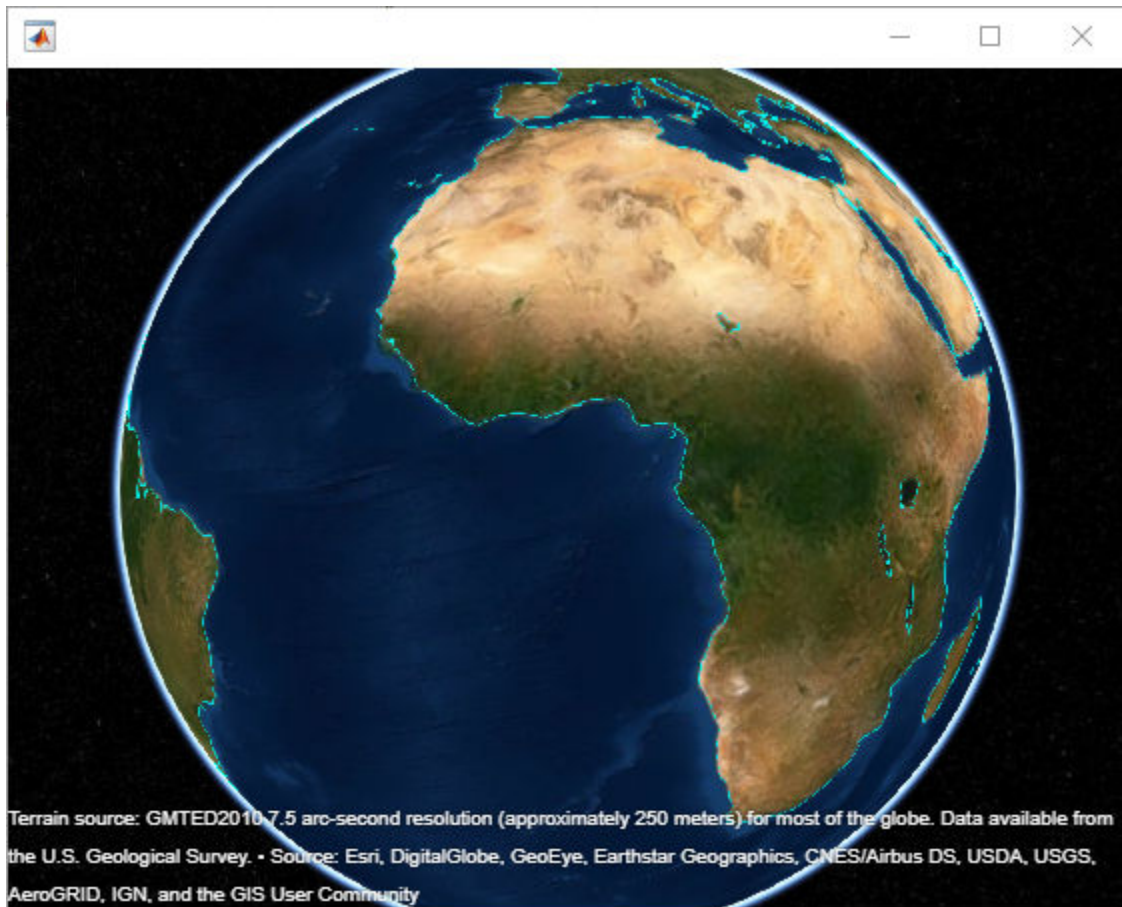 Terrain source: GMTED2010 7.5 arc-second resolution (approximately 250 meters) for most of the globe. Data available from
the U.S. Geological Survey. • Source: Esri, DigitalGlobe, GeoEye, Earthstar Geographics, CNES/Airbus DS, USDA, USGS,
AeroGRID, IGN, and the GIS User Community